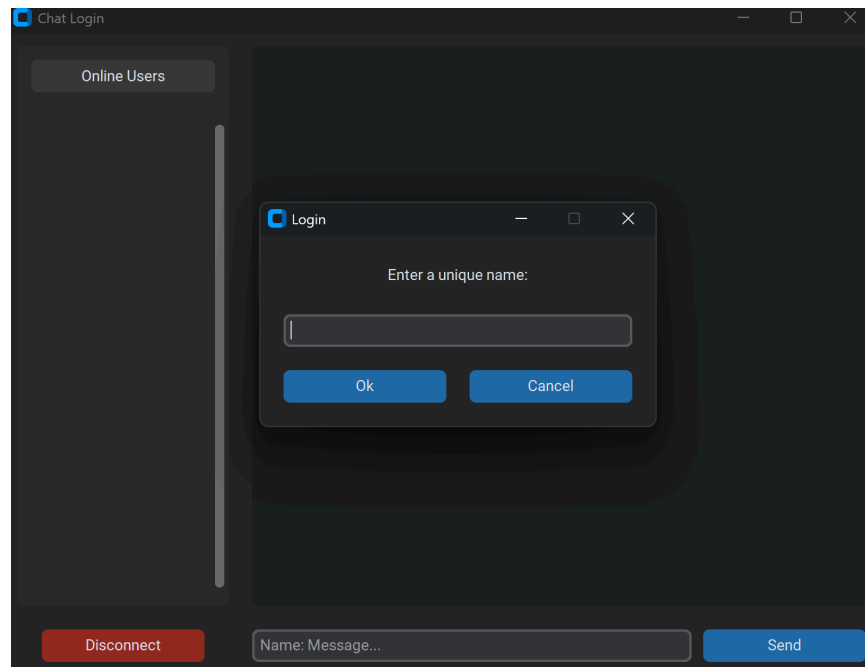 Chat Login
Online Users
Login
Enter a unique name:
Ok
Cancel
Disconnect
Name: Message...
Send